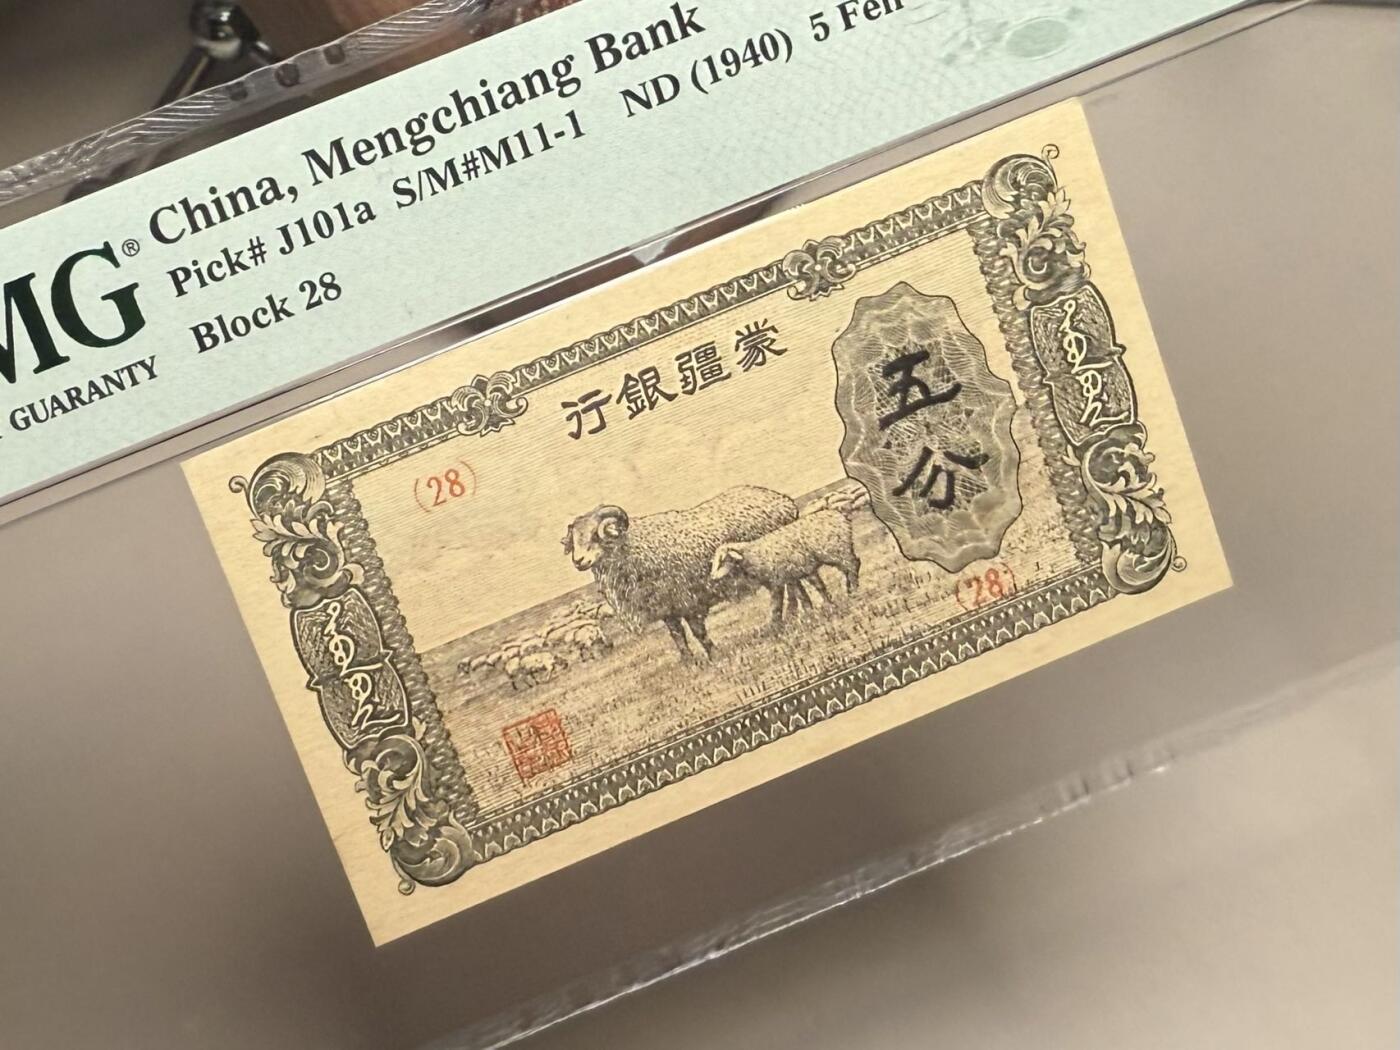 China, Mengchiang Bank
Pick# J101a S/M#M11-1 ND (1940) 5 Fen
Block 28
MG®
GUARANTY
行銀疆蒙
五分
(28)
(28)